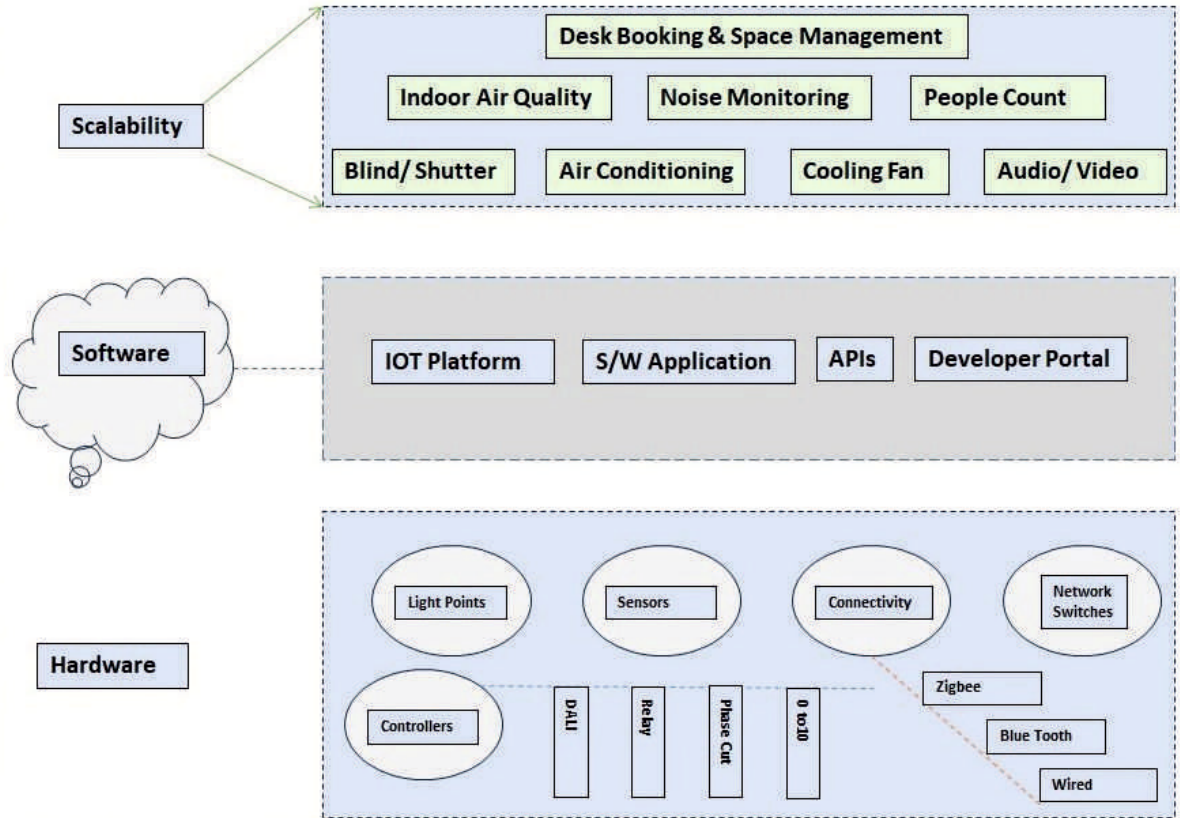 Desk Booking & Space Management
Indoor Air Quality
Noise Monitoring
People Count
Scalability
Blind/ Shutter
Air Conditioning
Cooling Fan
Audio/ Video
Software
IOT Platform
S/W Application
APIs
Developer Portal
Light Points
Sensors
Connectivity
Network
Switches
Hardware
Controllers
DALI
Relay
Phase Cut
0 to10
Zigbee
Blue Tooth
Wired